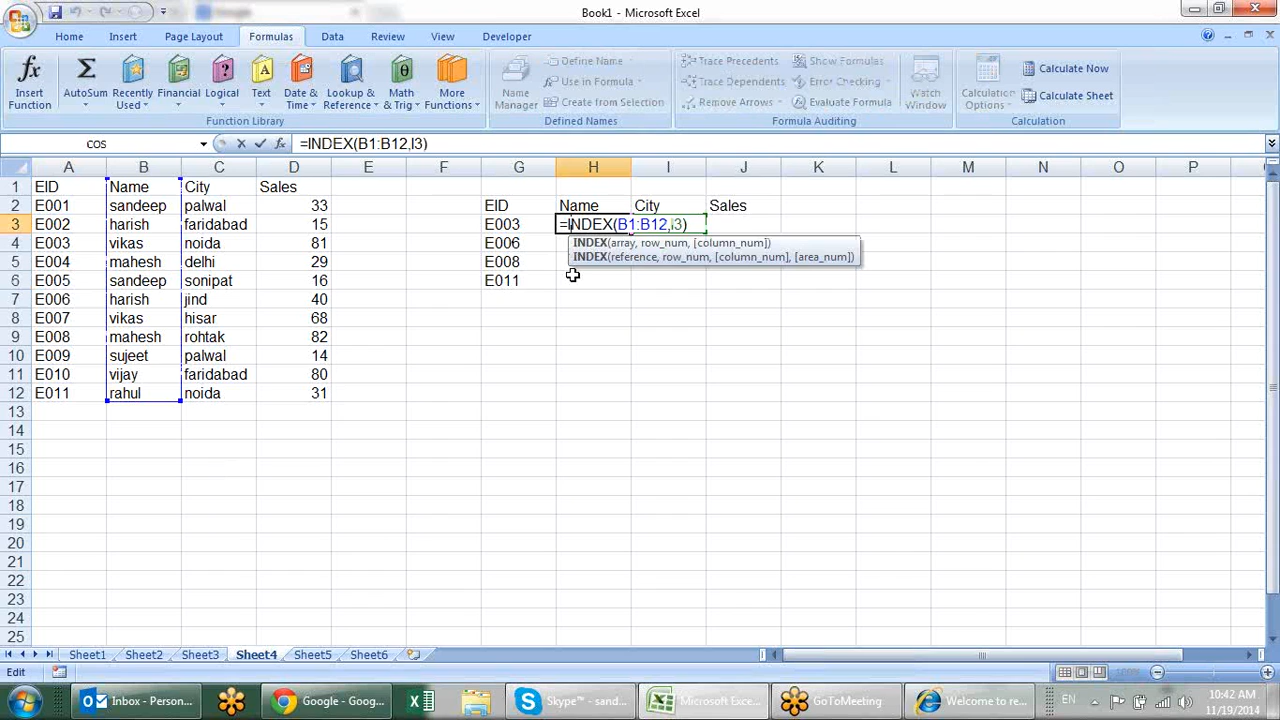 Google
Book1 - Microsoft Excel
Home Insert Page Layout Formulas Data Review View Developer
Insert Function
AutoSum
Recently Used
Financial
Logical
Text
Date & Time
Lookup & Reference
Math & Trig
More Functions
Function Library
Name Manager
Define Name
Use in Formula
Create from Selection
Defined Names
Trace Precedents
Trace Dependents
Remove Arrows
Show Formulas
Error Checking
Evaluate Formula
Formula Auditing
Watch Window
Calculation Options
Calculate Now
Calculate Sheet
Calculation
COS =INDEX(B1:B12,I3)
A B C D E F G H I J K L M N O P
1 EID Name City Sales
2 E001 sandeep palwal 33 EID Name City Sales
3 E002 harish faridabad 15 E003 =INDEX(B1:B12,I3)
4 E003 vikas noida 81 E006 INDEX(array, row_num, [column_num])
INDEX(reference, row_num, [column_num], [area_num])
5 E004 mahesh delhi 29 E008
6 E005 sandeep sonipat 16 E011
7 E006 harish jind 40
8 E007 vikas hisar 68
9 E008 mahesh rohtak 82
10 E009 sujeet palwal 14
11 E010 vijay faridabad 80
12 E011 rahul noida 31
13
14
15
16
17
18
19
20
21
22
23
24
25
Sheet1 Sheet2 Sheet3 Sheet4 Sheet5 Sheet6
Edit
Inbox - Person...
Google - Goog...
Skype™ - sand...
Microsoft Exce...
GoToMeeting
Welcome to re...
EN
10:42 AM
11/19/2014